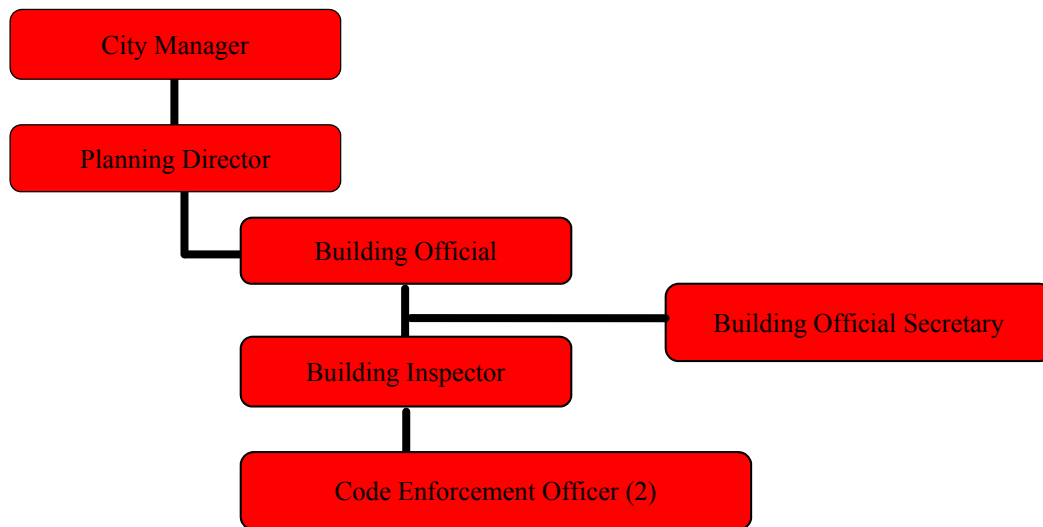 City Manager
Planning Director
Building Official
Building Official Secretary
Building Inspector
Code Enforcement Officer (2)